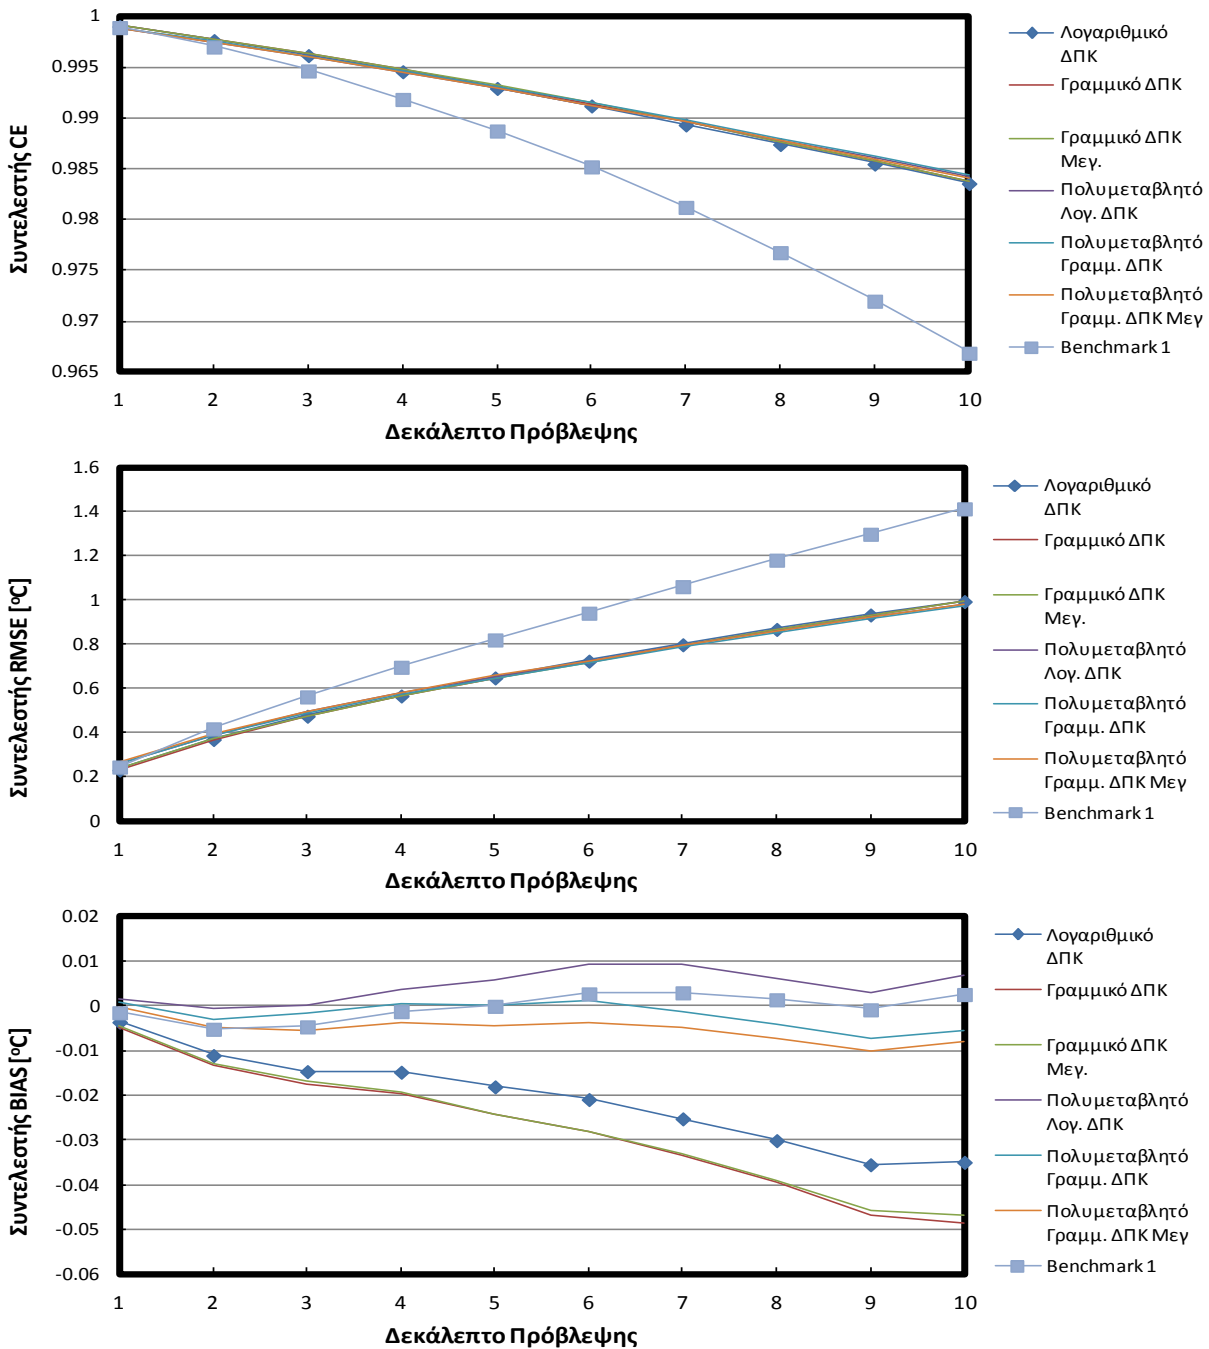 1
0.995
0.99
0.985
0.98
0.975
0.97
0.965
Συντελεστής CE
1 2 3 4 5 6 7 8 9 10
Δεκάλεπτο Πρόβλεψης
Λογαριθμικό
ΔΠΚ
Γραμμικό ΔΠΚ
Γραμμικό ΔΠΚ
Μεγ.
Πολυμεταβλητό
Λογ. ΔΠΚ
Πολυμεταβλητό
Γραμμ. ΔΠΚ
Πολυμεταβλητό
Γραμμ. ΔΠΚ Μεγ
Benchmark 1
1.6
1.4
1.2
1
0.8
0.6
0.4
0.2
0
Συντελεστής RMSE [ºC]
1 2 3 4 5 6 7 8 9 10
Δεκάλεπτο Πρόβλεψης
Λογαριθμικό
ΔΠΚ
Γραμμικό ΔΠΚ
Γραμμικό ΔΠΚ
Μεγ.
Πολυμεταβλητό
Λογ. ΔΠΚ
Πολυμεταβλητό
Γραμμ. ΔΠΚ
Πολυμεταβλητό
Γραμμ. ΔΠΚ Μεγ
Benchmark 1
0.02
0.01
0
-0.01
-0.02
-0.03
-0.04
-0.05
-0.06
Συντελεστής BIAS [ºC]
1 2 3 4 5 6 7 8 9 10
Δεκάλεπτο Πρόβλεψης
Λογαριθμικό
ΔΠΚ
Γραμμικό ΔΠΚ
Γραμμικό ΔΠΚ
Μεγ.
Πολυμεταβλητό
Λογ. ΔΠΚ
Πολυμεταβλητό
Γραμμ. ΔΠΚ
Πολυμεταβλητό
Γραμμ. ΔΠΚ Μεγ
Benchmark 1